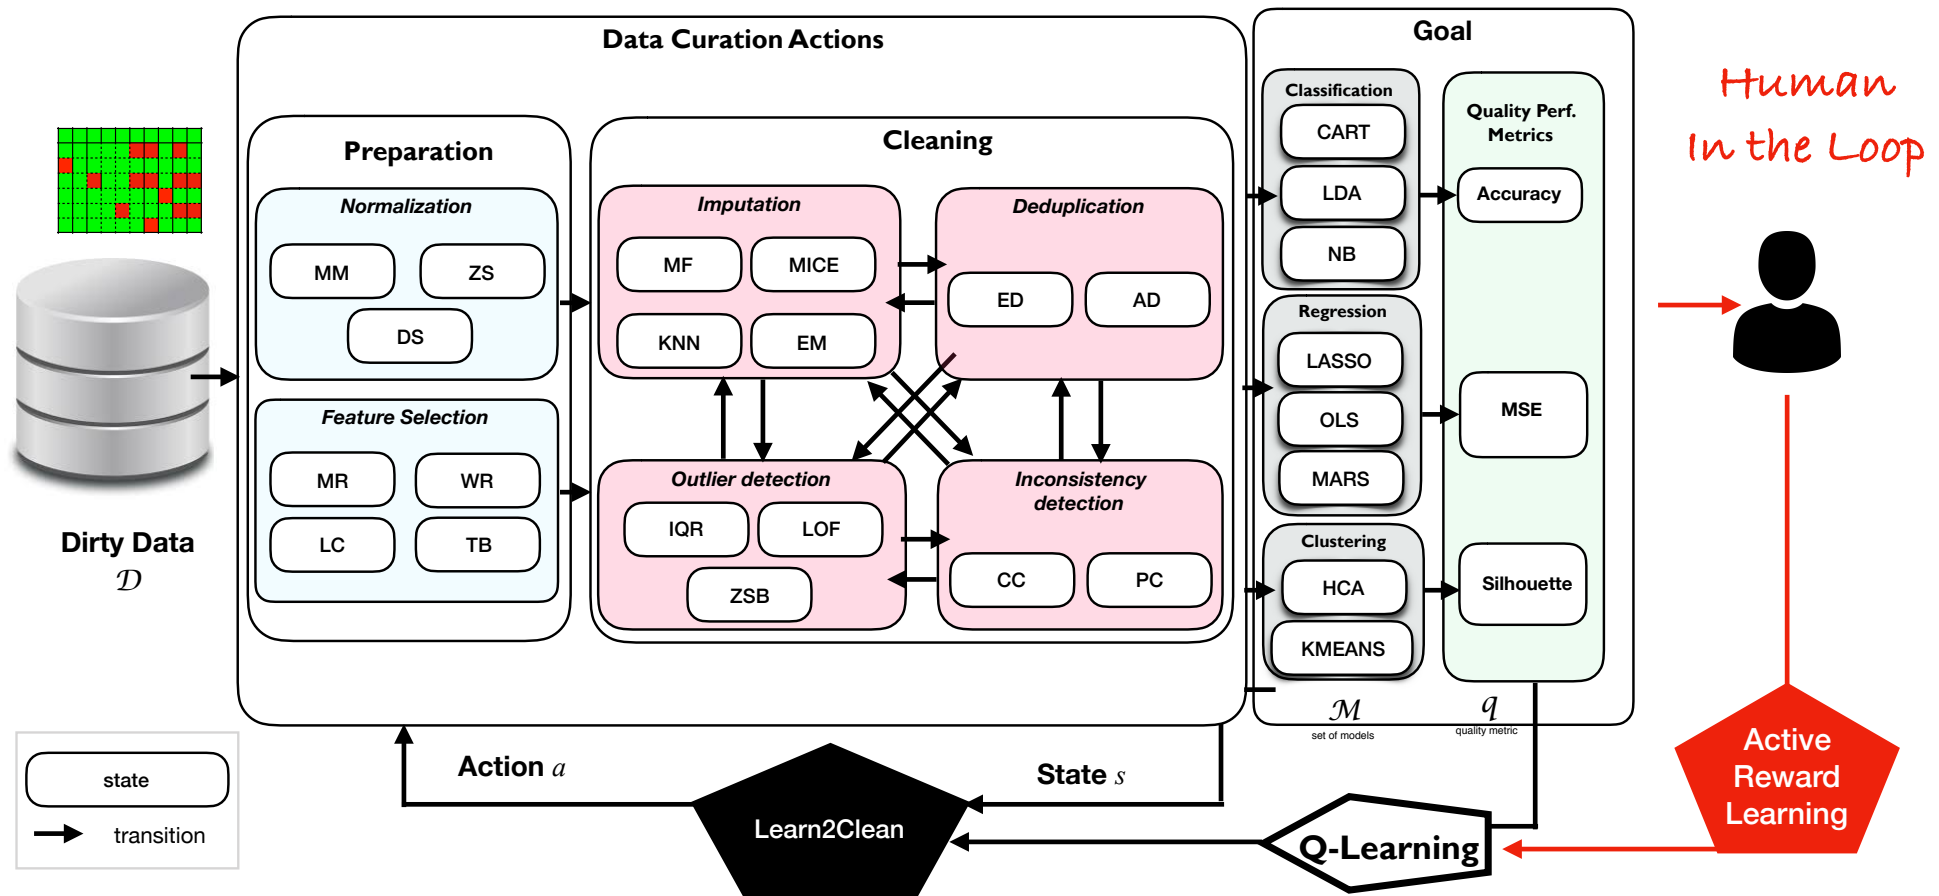 Data Curation Actions
Goal
Preparation
Normalization
MM
ZS
DS
Feature Selection
MR
WR
LC
TB
Cleaning
Imputation
MF
MICE
KNN
EM
Deduplication
ED
AD
Outlier detection
IQR
LOF
ZSB
Inconsistency
detection
CC
PC
Classification
CART
LDA
NB
Regression
LASSO
OLS
MARS
Clustering
HCA
KMEANS
Quality Perf.
Metrics
Accuracy
MSE
Silhouette
M
set of models
q
quality metric
Human
In the Loop
Dirty Data
D
state
transition
Action a
State s
Learn2Clean
Q-Learning
Active
Reward
Learning